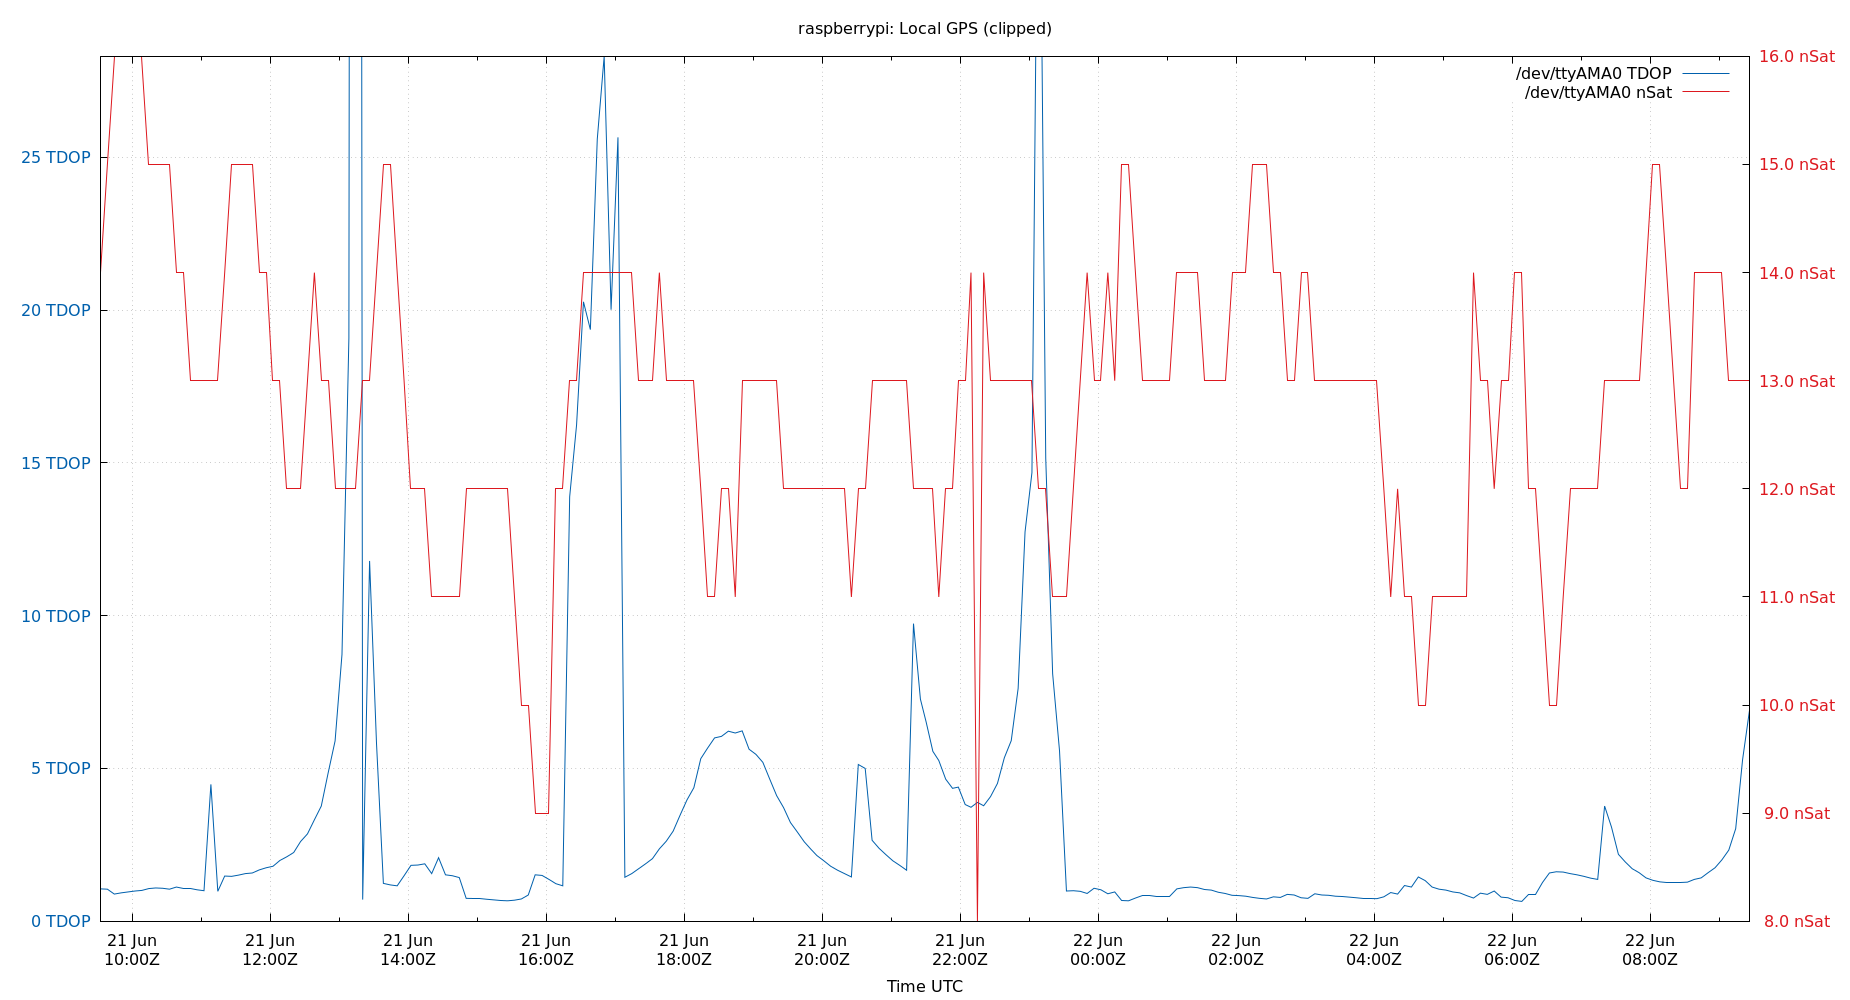 raspberrypi: Local GPS (clipped)
/dev/ttyAMA0 TDOP
/dev/ttyAMA0 nSat
25 TDOP
20 TDOP
15 TDOP
10 TDOP
5 TDOP
0 TDOP
16.0 nSat
15.0 nSat
14.0 nSat
13.0 nSat
12.0 nSat
11.0 nSat
10.0 nSat
9.0 nSat
8.0 nSat
21 Jun
10:00Z
21 Jun
12:00Z
21 Jun
14:00Z
21 Jun
16:00Z
21 Jun
18:00Z
21 Jun
20:00Z
21 Jun
22:00Z
22 Jun
00:00Z
22 Jun
02:00Z
22 Jun
04:00Z
22 Jun
06:00Z
22 Jun
08:00Z
Time UTC